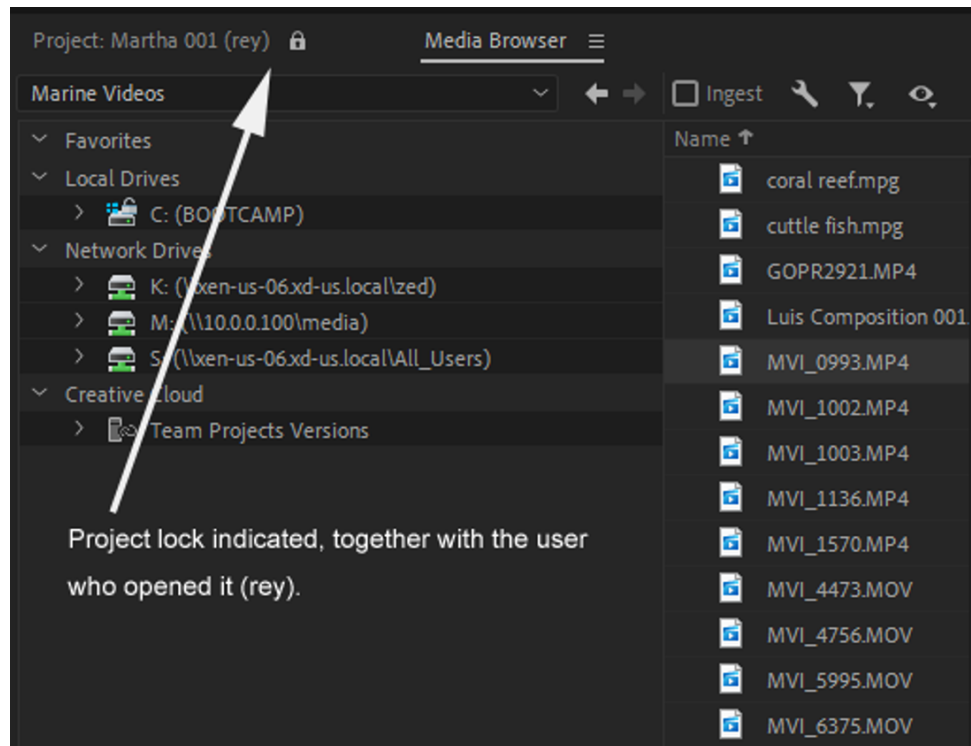 Project: Martha 001 (rey)
Media Browser
Marine Videos
Ingest
Favorites
Local Drives
C: (BOOTCAMP)
Network Drives
K: (\\xen-us-06.xd-us.local\zed)
M: (\\10.0.0.100\media)
S: (\\xen-us-06.xd-us.local\All_Users)
Creative Cloud
Team Projects Versions
Project lock indicated, together with the user
who opened it (rey).
Name
coral reef.mpg
cuttle fish.mpg
GOPR2921.MP4
Luis Composition 001
MVI_0993.MP4
MVI_1002.MP4
MVI_1003.MP4
MVI_1136.MP4
MVI_1570.MP4
MVI_4473.MOV
MVI_4756.MOV
MVI_5995.MOV
MVI_6375.MOV